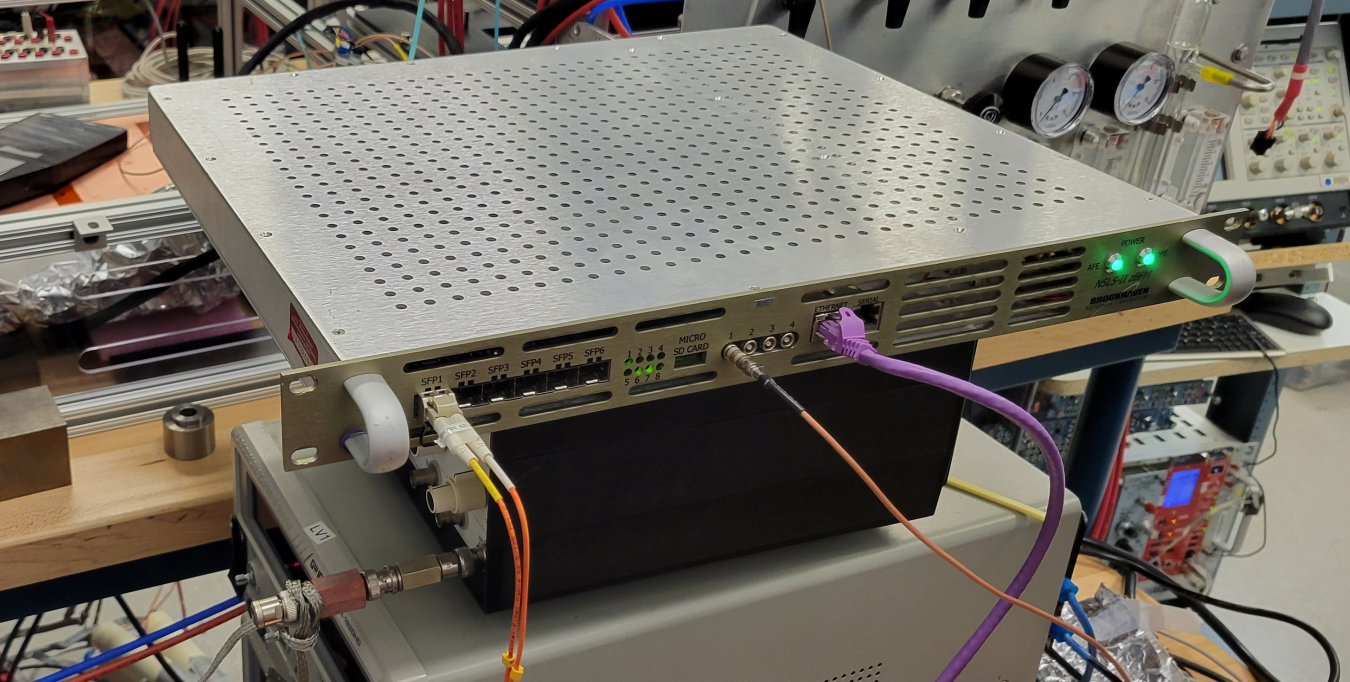 SFP1 SFP2 SFP3 SFP4 SFP5 SFP6
1 2 3 4
5 6 7 8
MICRO
SD CARD
1 2 3 4
ETHERNET SERIAL
POWER
AFE
NSLS-II
BROOKHAVEN
LV1